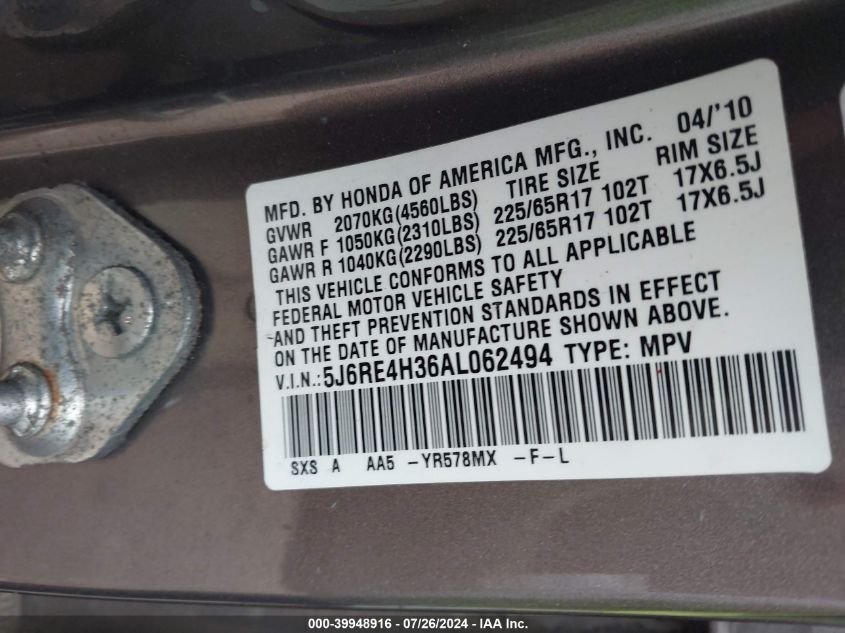 MFD. BY HONDA OF AMERICA MFG., INC. 04/'10
GVWR 2070KG(4560LBS) TIRE SIZE RIM SIZE
GAWR F 1050KG(2310LBS) 225/65R17 102T 17X6.5J
GAWR R 1040KG(2290LBS) 225/65R17 102T 17X6.5J
THIS VEHICLE CONFORMS TO ALL APPLICABLE
FEDERAL MOTOR VEHICLE SAFETY
AND THEFT PREVENTION STANDARDS IN EFFECT
ON THE DATE OF MANUFACTURE SHOWN ABOVE.
V.I.N.:5J6RE4H36AL062494 TYPE: MPV
SXS A AA5 -YR578MX -F-L
000-39948916 / 07/26/2024 - IAA Inc.